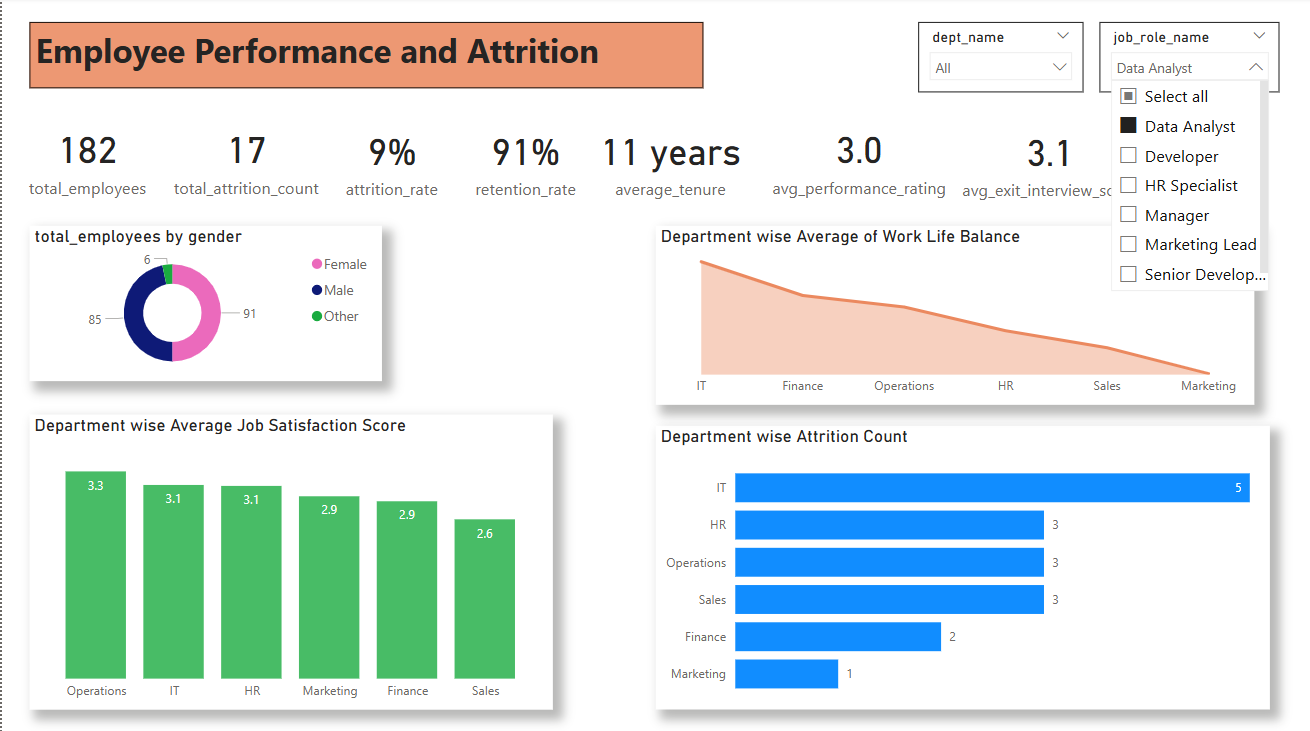 Employee Performance and Attrition
dept_name
All
job_role_name
Data Analyst
Select all
Data Analyst
Developer
HR Specialist
Manager
Marketing Lead
Senior Develop...
182
total_employees
17
total_attrition_count
9%
attrition_rate
91%
retention_rate
11 years
average_tenure
3.0
avg_performance_rating
3.1
avg_exit_interview_sc
total_employees by gender
6
85
91
Female
Male
Other
Department wise Average of Work Life Balance
IT
Finance
Operations
HR
Sales
Marketing
Department wise Average Job Satisfaction Score
3.3
3.1
3.1
2.9
2.9
2.6
Operations
IT
HR
Marketing
Finance
Sales
Department wise Attrition Count
IT
5
HR
3
Operations
3
Sales
3
Finance
2
Marketing
1